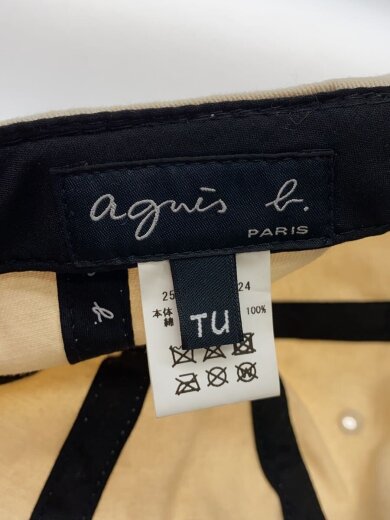 agnès b.
PARIS
b.
25 24
本体
綿 100%
TU